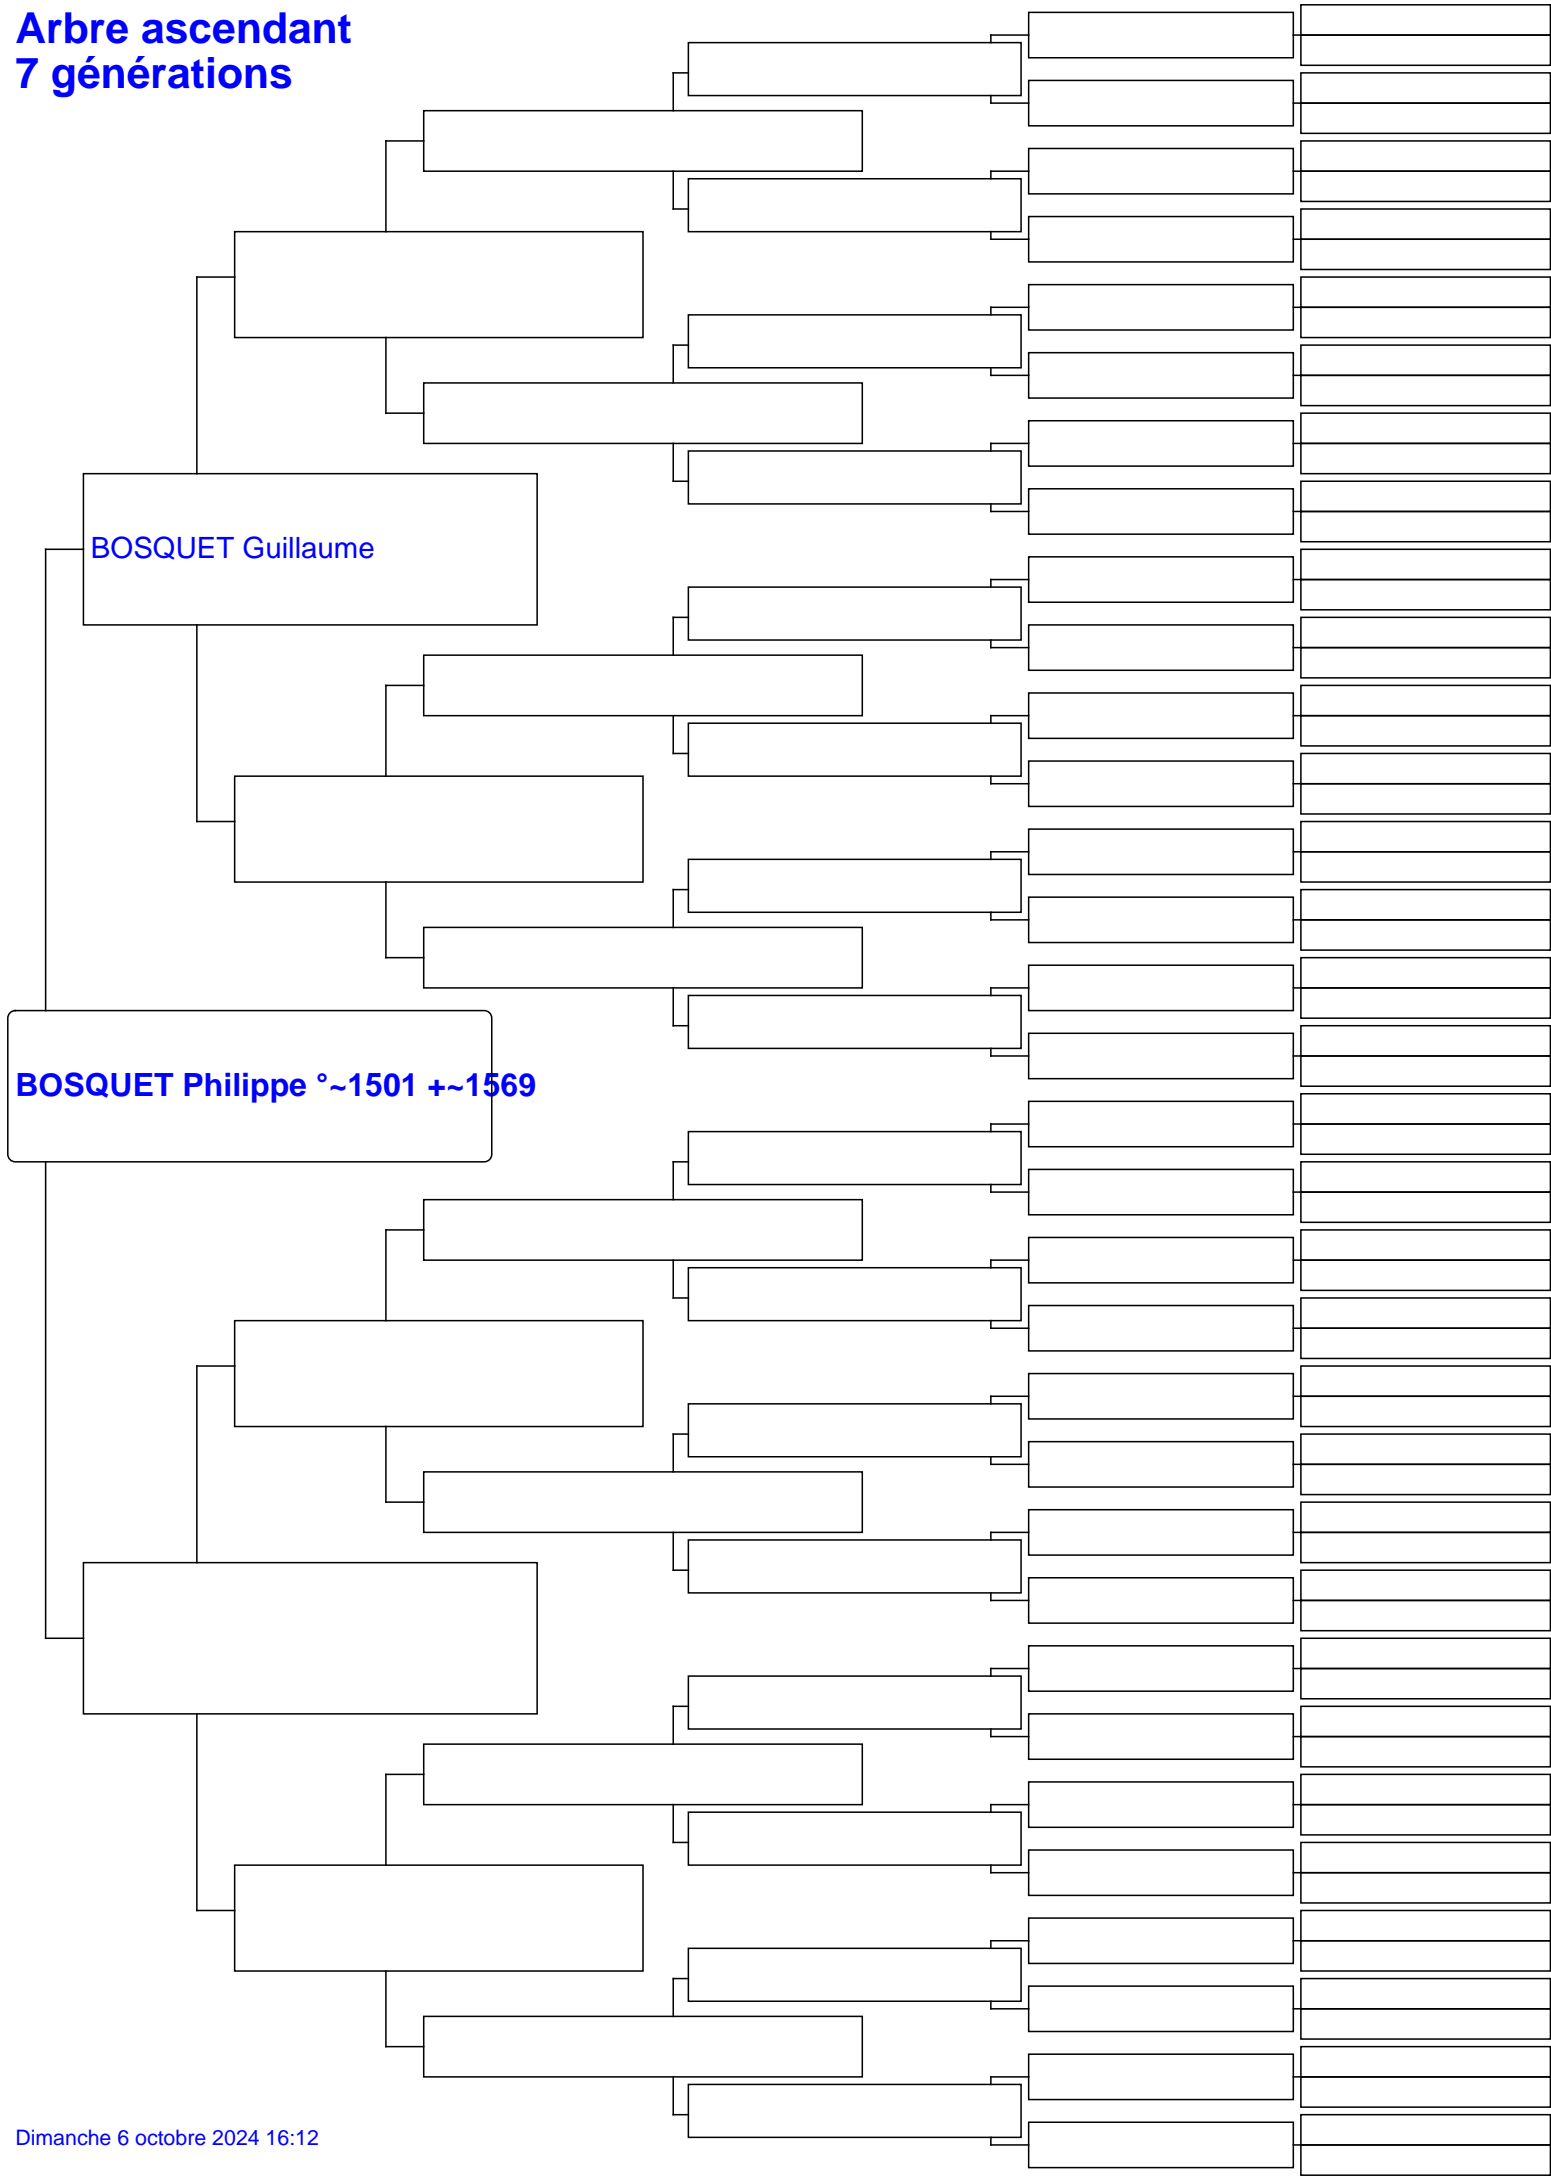 Arbre ascendant
7 générations
BOSQUET Guillaume
BOSQUET Philippe °~1501 +~1569
Dimanche 6 octobre 2024 16:12